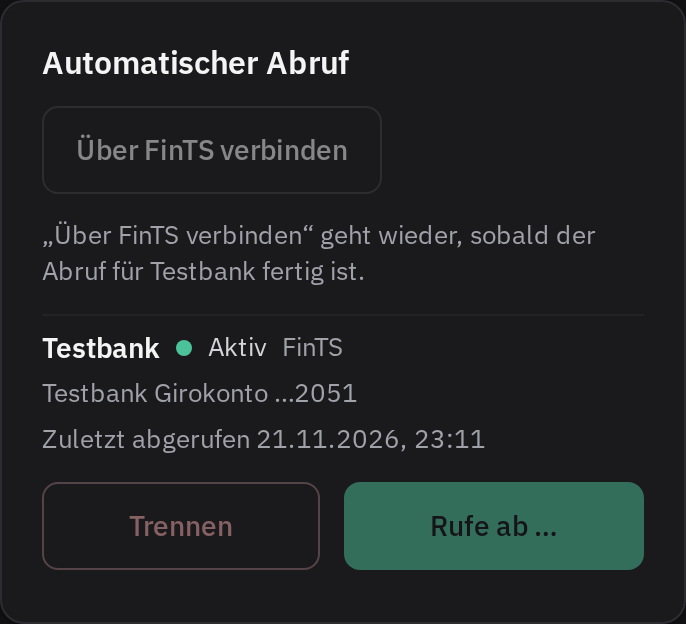 Automatischer Abruf
Über FinTS verbinden
„Über FinTS verbinden“ geht wieder, sobald der
Abruf für Testbank fertig ist.
Testbank Aktiv FinTS
Testbank Girokonto …2051
Zuletzt abgerufen 21.11.2026, 23:11
Trennen Rufe ab …